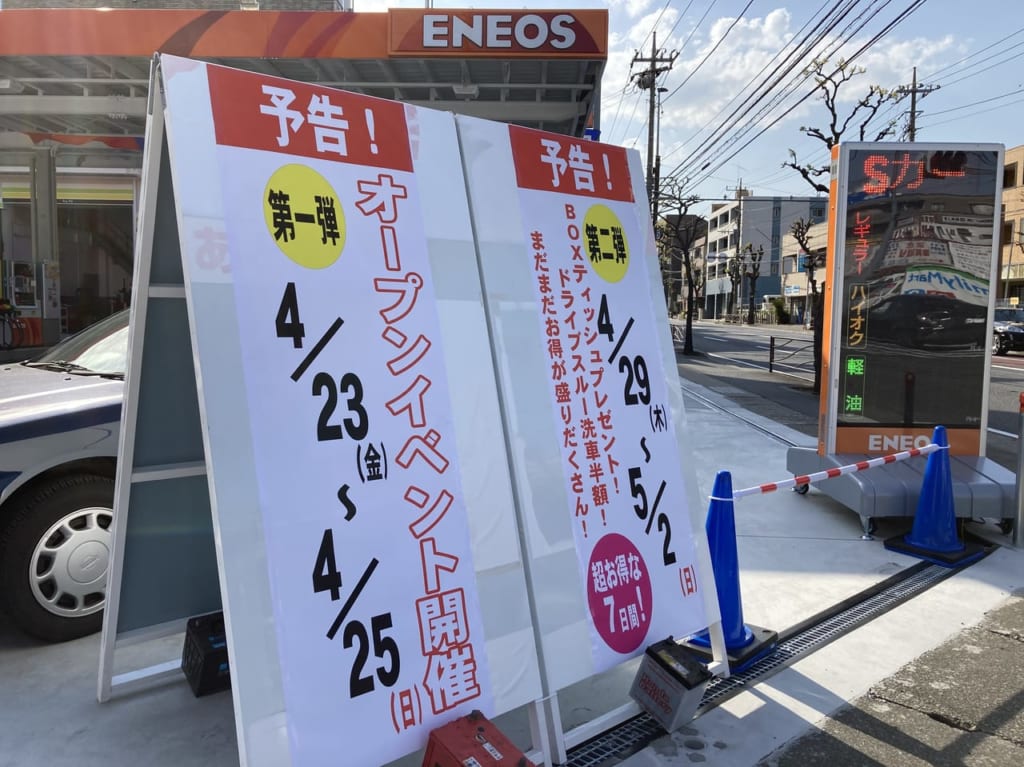 ENEOS
予告!
第一弾
オープンイベント開催
4/23(金)
~
4/25(日)
予告!
第二弾
BOXティッシュプレゼント!
ドライブスルー洗車半額!
まだまだお得が盛りだくさん!
4/29(木)
~
5/2(日)
超お得な
7日間!
Sカ
レギュラー
ハイオク
軽油
ENEO